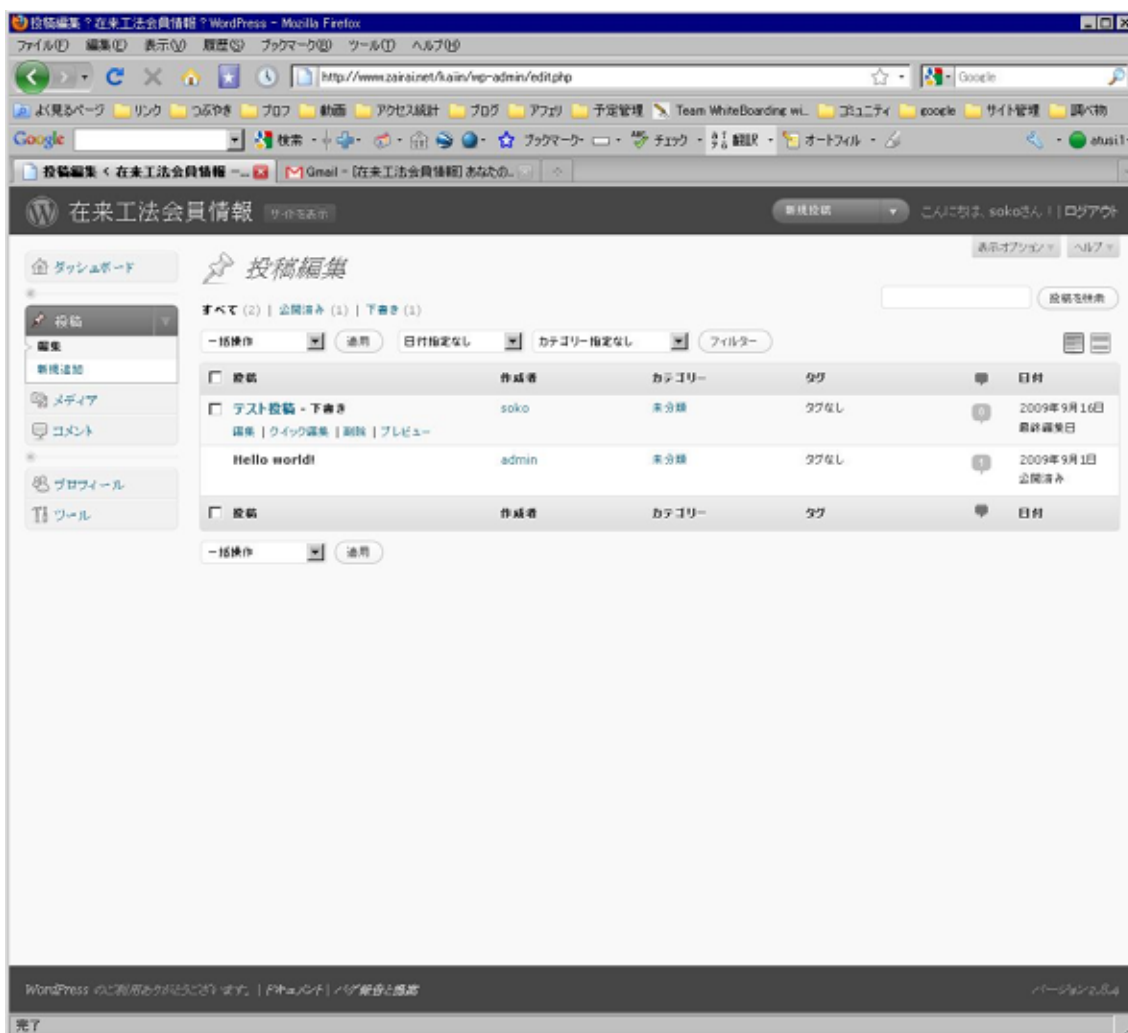 投稿編集 ? 在来工法会員情報 ? WordPress - Mozilla Firefox
ファイル(F) 編集(E) 表示(V) 履歴(S) ブックマーク(B) ツール(T) ヘルプ(H)
http://www.zairai.net/kaiin/wp-admin/edit.php Google
よく見るページ リンク つぶやき プロフ 動画 アクセス統計 ブログ アフェリ 予定管理 Team WhiteBoarding wi... コミュニティ google サイト管理 調べ物
Google 検索 ブックマーク チェック 翻訳 オートフィル atusi1
投稿編集 < 在来工法会員情報 —... Gmail - [在来工法会員情報] あなたの...
在来工法会員情報 サイトを表示 新規投稿 こんにちは、sokoさん ! | ログアウト
表示オプション ヘルプ
ダッシュボード
投稿編集
投稿を検索
すべて (2) | 公開済み (1) | 下書き (1)
投稿
編集
新規追加
メディア
コメント
プロフィール
ツール
一括操作 適用 日付指定なし カテゴリー指定なし フィルター
投稿 作成者 カテゴリー タグ 日付
テスト投稿 - 下書き soko 未分類 タグなし 0 2009年9月16日
編集 | クイック編集 | 削除 | プレビュー 最終編集日
Hello world! admin 未分類 タグなし 1 2009年9月1日
公開済み
投稿 作成者 カテゴリー タグ 日付
一括操作 適用
WordPress のご利用ありがとうございます。 | ドキュメント | バグ報告と感想 バージョン 2.8.4
完了